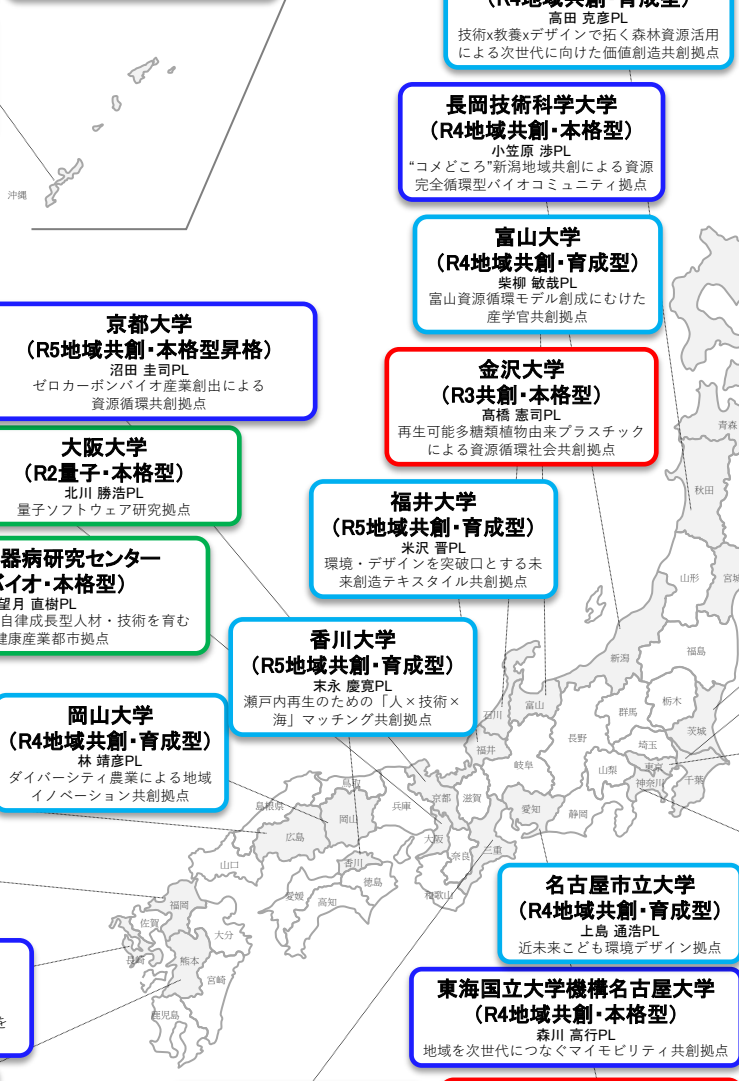 (R4地域共創・育成型)
高田 克彦PL
技術x教養xデザインで拓く森林資源活用
による次世代に向けた価値創造共創拠点
長岡技術科学大学
(R4地域共創・本格型)
小笠原 渉PL
“コメどころ”新潟地域共創による資源
完全循環型バイオコミュニティ拠点
沖縄
富山大学
(R4地域共創・育成型)
柴柳 敏哉PL
富山資源循環モデル創成にむけた
産学官共創拠点
京都大学
(R5地域共創・本格型昇格)
沼田 圭司PL
ゼロカーボンバイオ産業創出による
資源循環共創拠点
金沢大学
(R3共創・本格型)
髙橋 憲司PL
再生可能多糖類植物由来プラスチック
による資源循環社会共創拠点
大阪大学
(R2量子・本格型)
北川 勝浩PL
量子ソフトウェア研究拠点
福井大学
(R5地域共創・育成型)
米沢 晋PL
環境・デザインを突破口とする未
来創造テキスタイル共創拠点
器病研究センター
バイオ・本格型)
望月 直樹PL
自律成長型人材・技術を育む
健康産業都市拠点
香川大学
(R5地域共創・育成型)
末永 慶寛PL
瀬戸内再生のための「人×技術×
海」マッチング共創拠点
岡山大学
(R4地域共創・育成型)
林 靖彦PL
ダイバーシティ農業による地域
イノベーション共創拠点
青森
秋田
山形
宮城
新潟
福島
石川
富山
群馬
栃木
福井
長野
茨城
埼玉
岐阜
山梨
東京
神奈川
千葉
鳥取
島根県
岡山
兵庫
京都
滋賀
愛知
静岡
広島
大阪
三重
奈良
山口
香川
徳島
愛媛
高知
和歌山
福岡
佐賀
大分
長崎
熊本
宮崎
鹿児島
名古屋市立大学
(R4地域共創・育成型)
上島 通浩PL
近未来こども環境デザイン拠点
を
東海国立大学機構名古屋大学
(R4地域共創・本格型)
森川 高行PL
地域を次世代につなぐマイモビリティ共創拠点